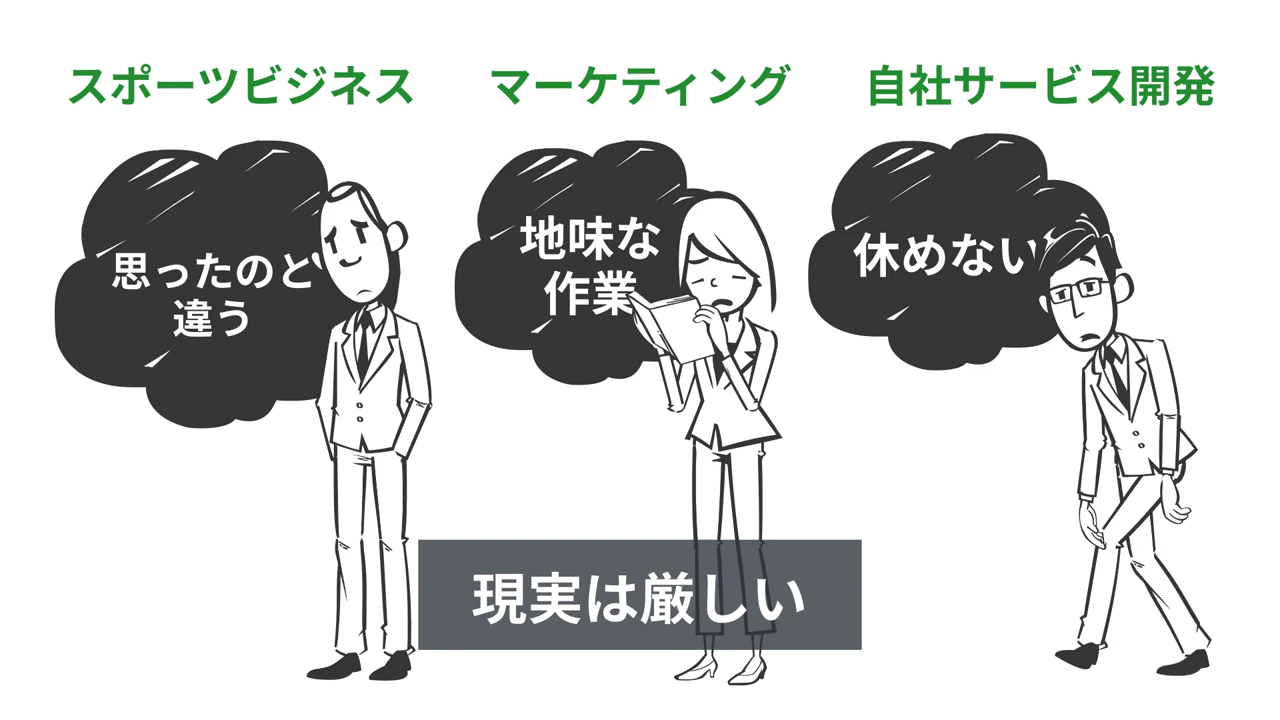 スポーツビジネス
マーケティング
自社サービス開発
思ったのと
違う
地味な
作業
休めない
現実は厳しい